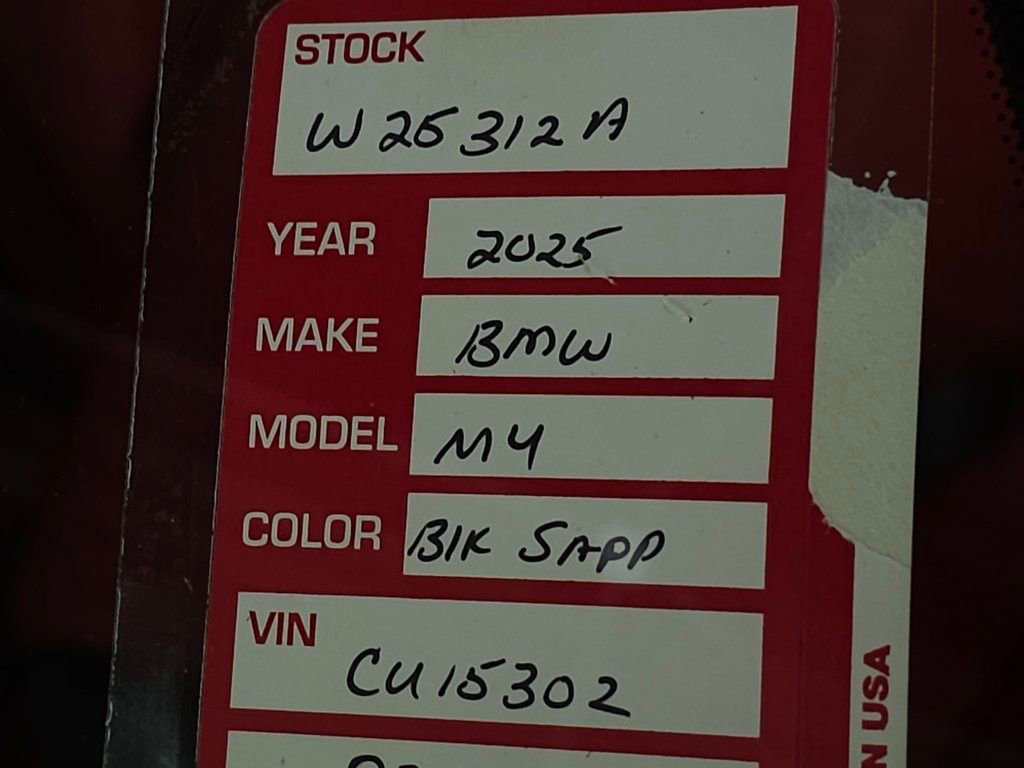 STOCK
W25312A
YEAR 2025
MAKE BMW
MODEL M4
COLOR Blk SAPP
VIN
CU15302
N USA